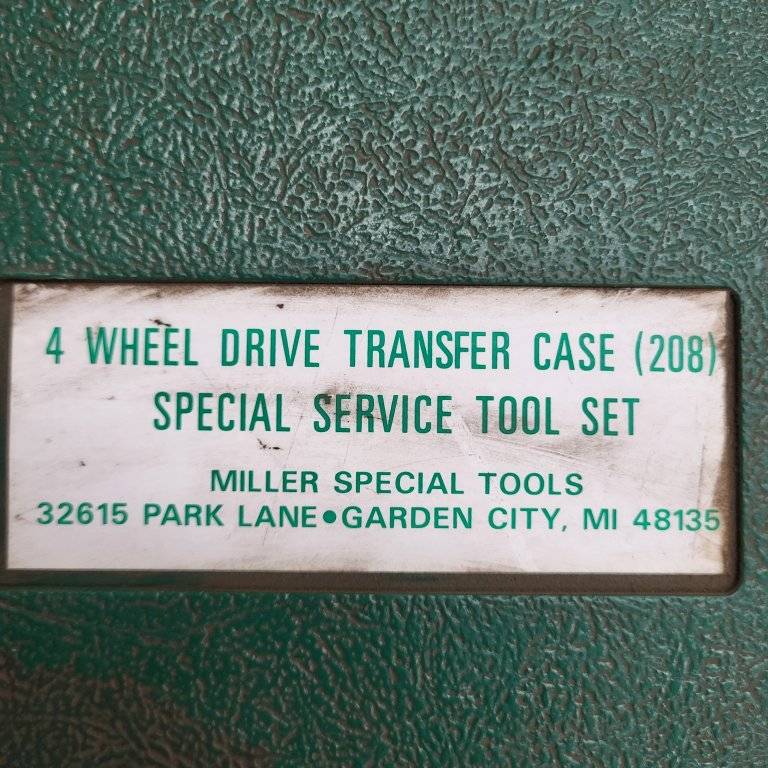 4 WHEEL DRIVE TRANSFER CASE (208)
SPECIAL SERVICE TOOL SET
MILLER SPECIAL TOOLS
32615 PARK LANE•GARDEN CITY, MI 48135